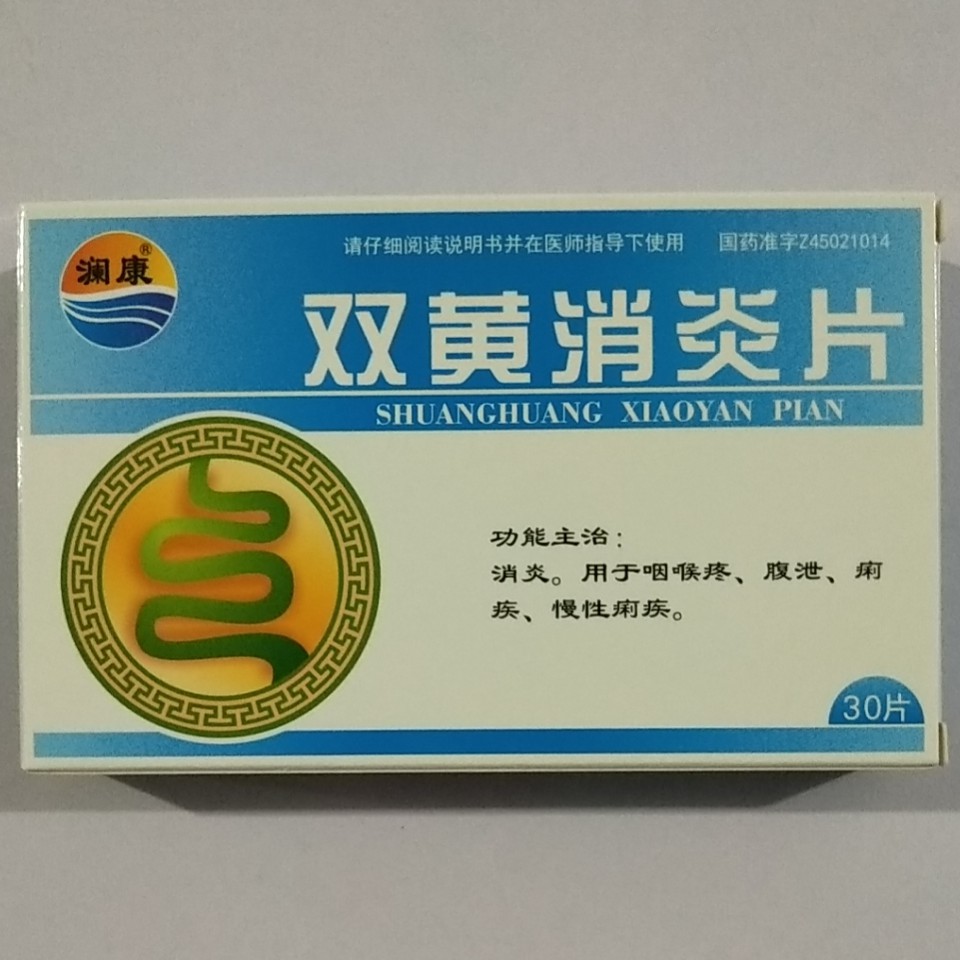 澜康®
请仔细阅读说明书并在医师指导下使用 国药准字Z45021014
双黄消炎片
SHUANGHUANG XIAOYAN PIAN
功能主治：
消炎。用于咽喉疼、腹泄、痢
疾、慢性痢疾。
30片